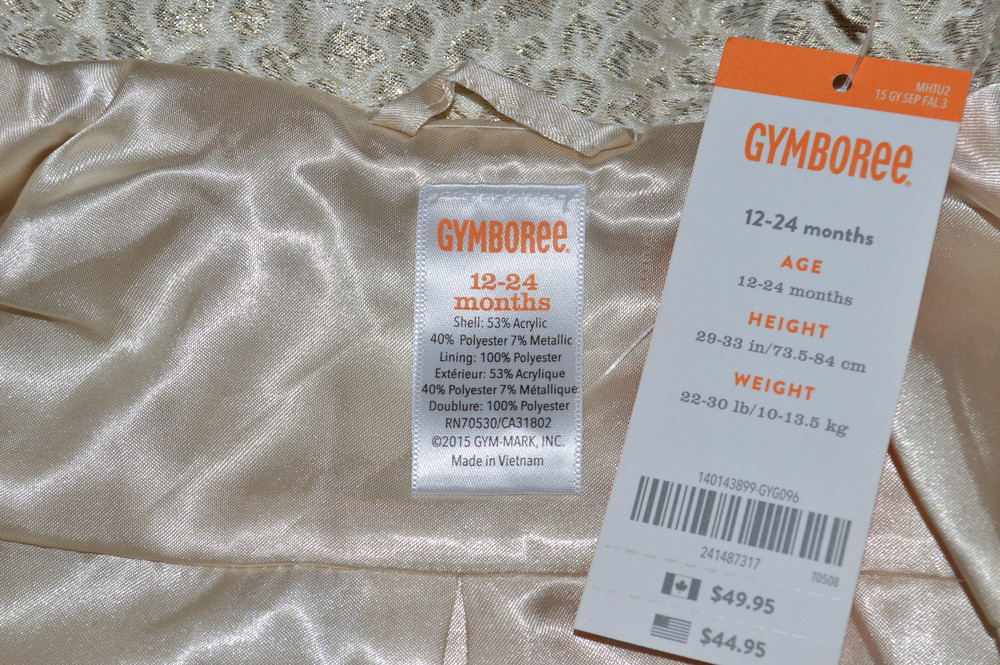 GYMBOREE
12-24
months
Shell: 53% Acrylic
40% Polyester 7% Metallic
Lining: 100% Polyester
Extérieur: 53% Acrylique
40% Polyester 7% Métallique
Doublure: 100% Polyester
RN70530/CA31802
©2015 GYM-MARK, INC.
Made in Vietnam
MHTU2
15 GY SEP FAL 3
GYMBOREE
12-24 months
AGE
12-24 months
HEIGHT
29-33 in/73.5-84 cm
WEIGHT
22-30 lb/10-13.5 kg
140143899-GYG096
241487317
T0508
$49.95
$44.95